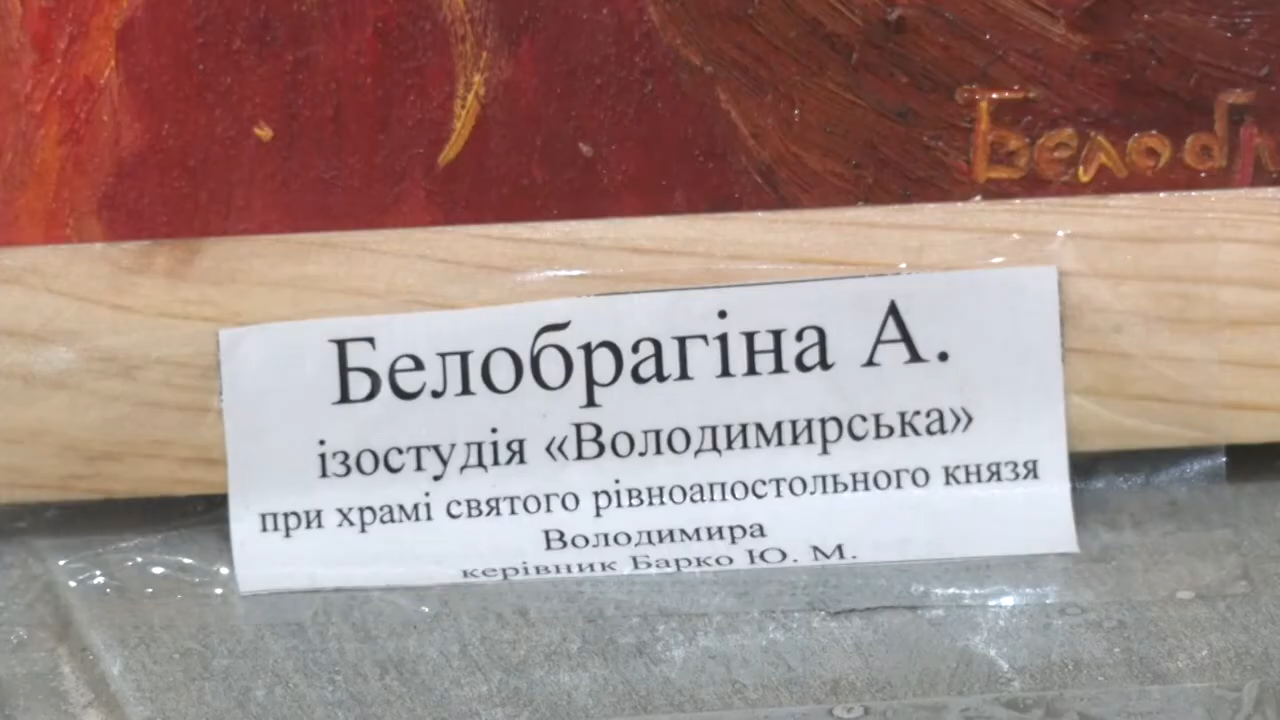 Белобр
Белобрагіна А.
ізостудія «Володимирська»
при храмі святого рівноапостольного князя
Володимира
керівник Барко Ю. М.